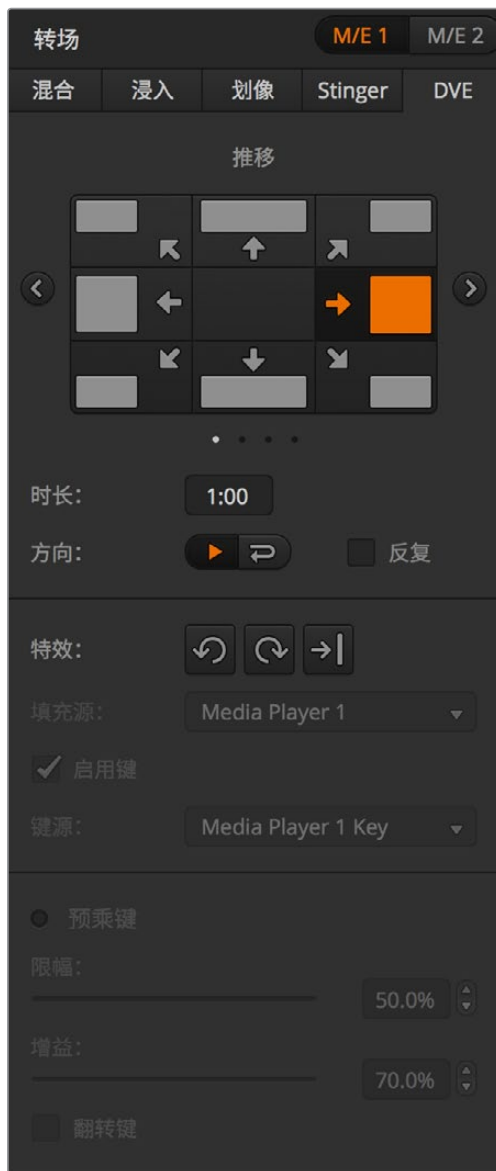 转场 M/E 1 M/E 2
混合 浸入 划像 Stinger DVE
推移
时长： 1:00
方向： 反复
特效：
填充源： Media Player 1
启用键
键源： Media Player 1 Key
预乘键
限幅：
50.0%
增益：
70.0%
翻转键